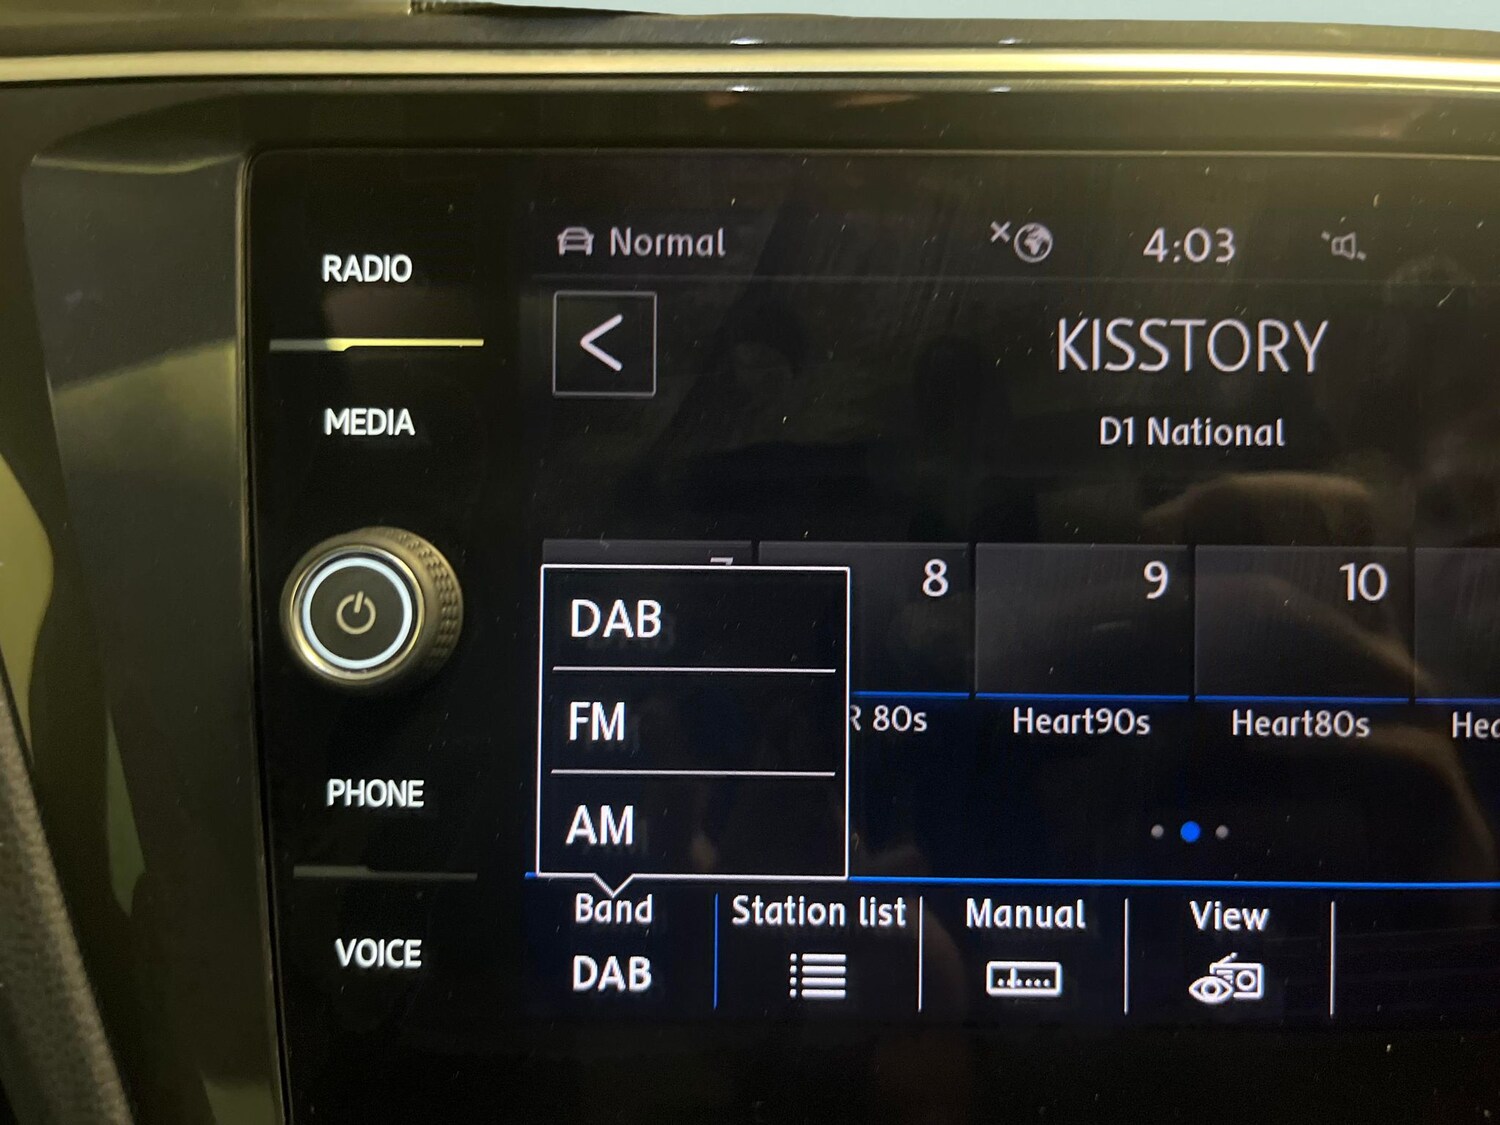 RADIO
MEDIA
PHONE
VOICE
Normal
4:03
KISSTORY
D1 National
7
8
9
10
80s
Heart90s
Heart80s
DAB
FM
AM
Band
DAB
Station list
Manual
View